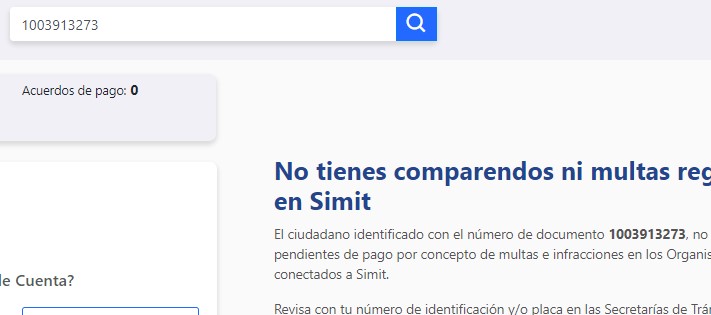 1003913273
Acuerdos de pago: 0
No tienes comparendos ni multas reg
en Simit
El ciudadano identificado con el número de documento 1003913273, no
pendientes de pago por concepto de multas e infracciones en los Organis
conectados a Simit.
le Cuenta?
Revisa con tu número de identificación y/o placa en las Secretarías de Trán